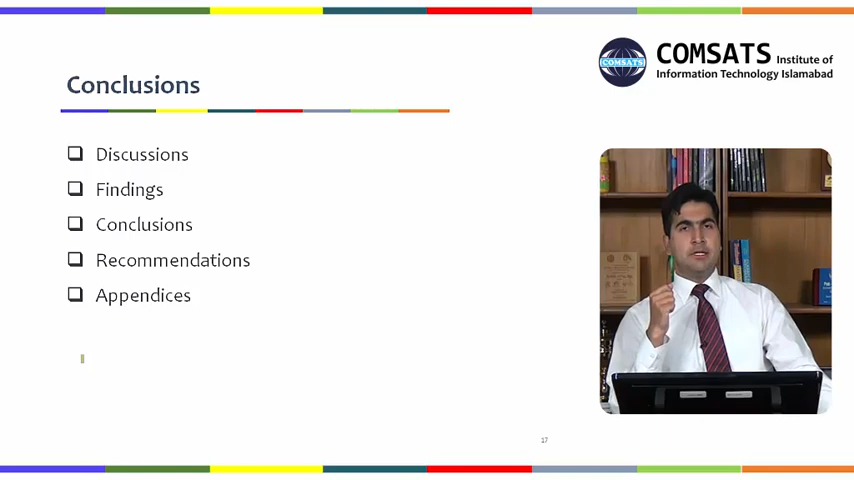 COMSATS Institute of
Information Technology Islamabad
COMSATS
Conclusions
Discussions
Findings
Conclusions
Recommendations
Appendices
17